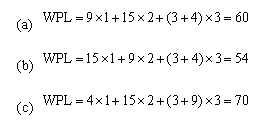 (a) WPL = 9×1+15×2+(3+4)×3 = 60
(b) WPL = 15×1+9×2+(3+4)×3 = 54
(c) WPL = 4×1+15×2+(3+9)×3 = 70